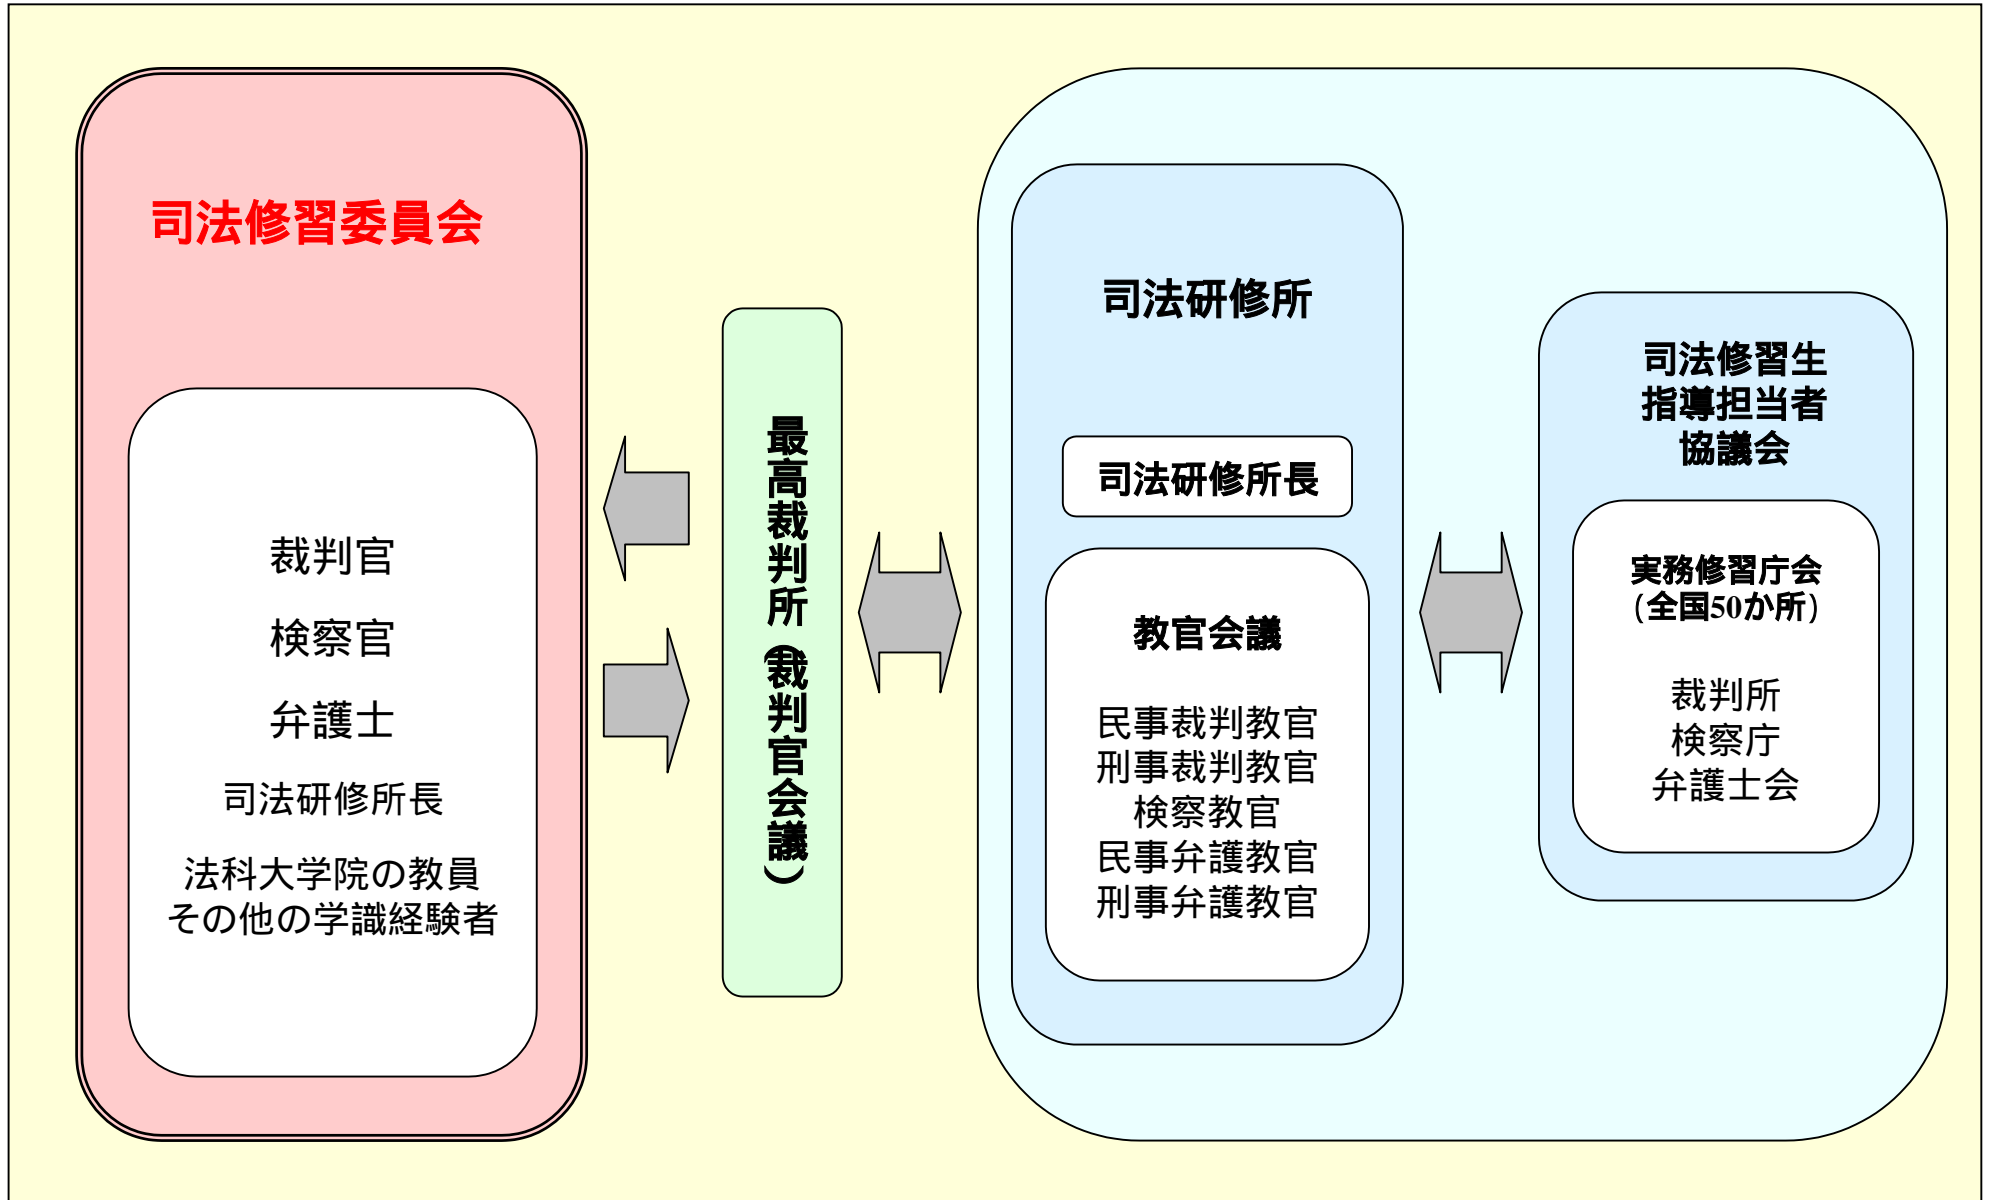 司法修習委員会
裁判官
検察官
弁護士
司法研修所長
法科大学院の教員
その他の学識経験者
最高裁判所（裁判官会議）
司法研修所
司法研修所長
教官会議
民事裁判教官
刑事裁判教官
検察教官
民事弁護教官
刑事弁護教官
司法修習生
指導担当者
協議会
実務修習庁会
（全国50か所）
裁判所
検察庁
弁護士会